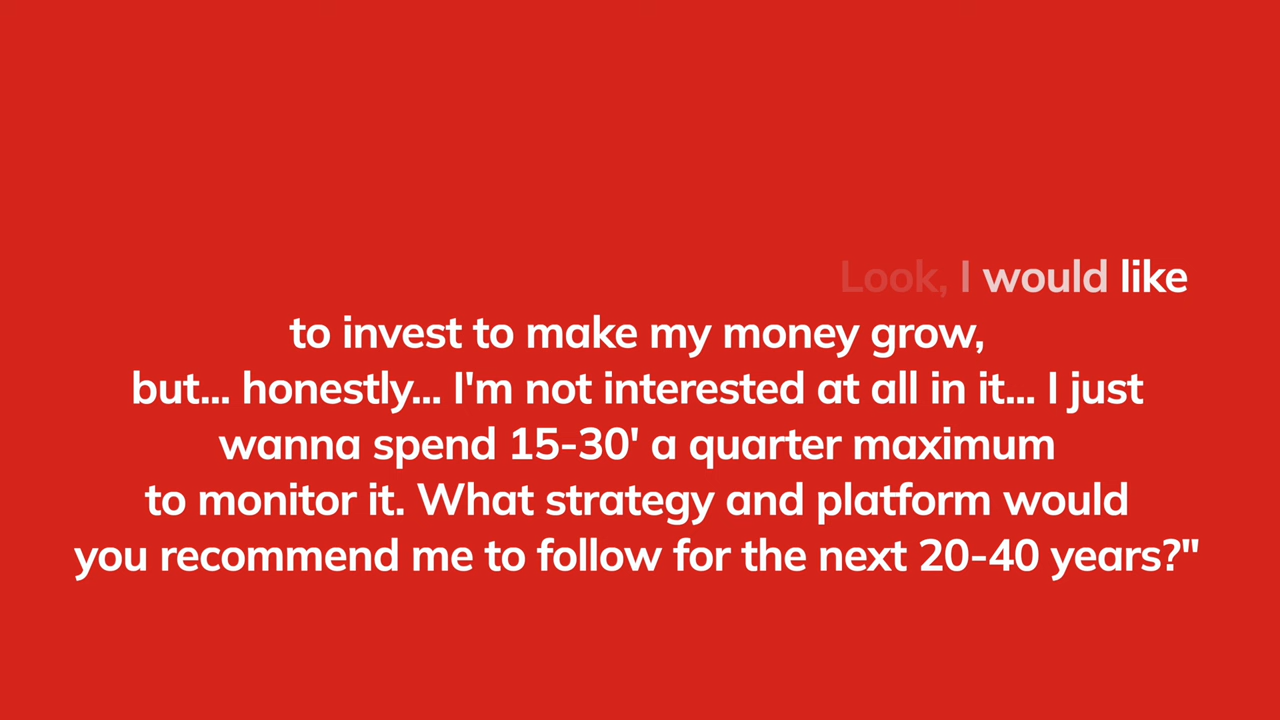 Look, I would like
to invest to make my money grow,
but... honestly... I'm not interested at all in it... I just
wanna spend 15-30' a quarter maximum
to monitor it. What strategy and platform would
you recommend me to follow for the next 20-40 years?"